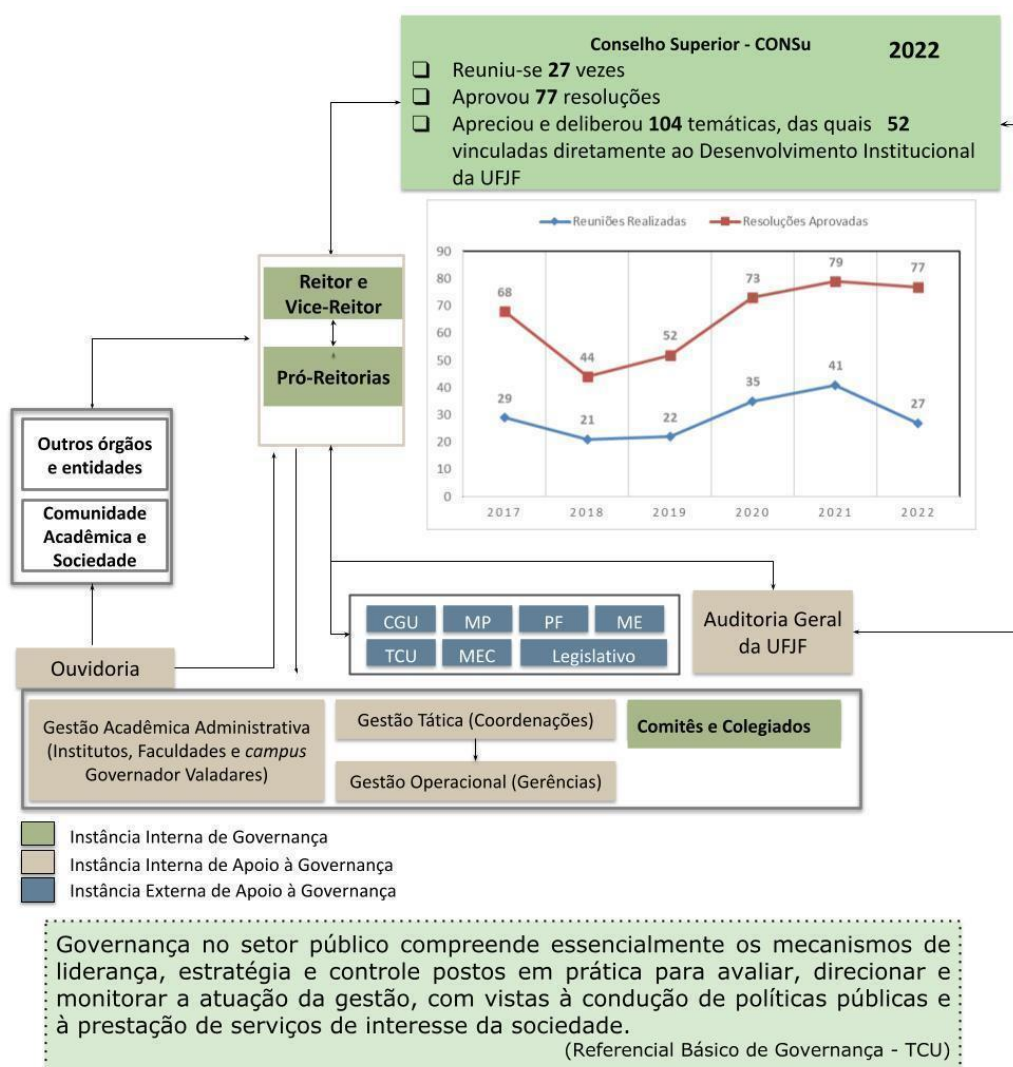 Conselho Superior - CONSu
2022
❑ Reuniu-se 27 vezes
❑ Aprovou 77 resoluções
❑ Apreciou e deliberou 104 temáticas, das quais 52
vinculadas diretamente ao Desenvolvimento Institucional
da UFJF
Reuniões Realizadas
Resoluções Aprovadas
90
80
70
60
50
40
30
20
10
0
68
44
52
73
79
77
29
21
22
35
41
27
2017
2018
2019
2020
2021
2022
Reitor e
Vice-Reitor
Pró-Reitorias
Outros órgãos
e entidades
Comunidade
Acadêmica e
Sociedade
Ouvidoria
CGU
MP
PF
ME
TCU
MEC
Legislativo
Auditoria Geral
da UFJF
Gestão Acadêmica Administrativa
(Institutos, Faculdades e campus
Governador Valadares)
Gestão Tática (Coordenações)
Gestão Operacional (Gerências)
Comitês e Colegiados
Instância Interna de Governança
Instância Interna de Apoio à Governança
Instância Externa de Apoio à Governança
Governança no setor público compreende essencialmente os mecanismos de
liderança, estratégia e controle postos em prática para avaliar, direcionar e
monitorar a atuação da gestão, com vistas à condução de políticas públicas e
à prestação de serviços de interesse da sociedade.
(Referencial Básico de Governança - TCU)